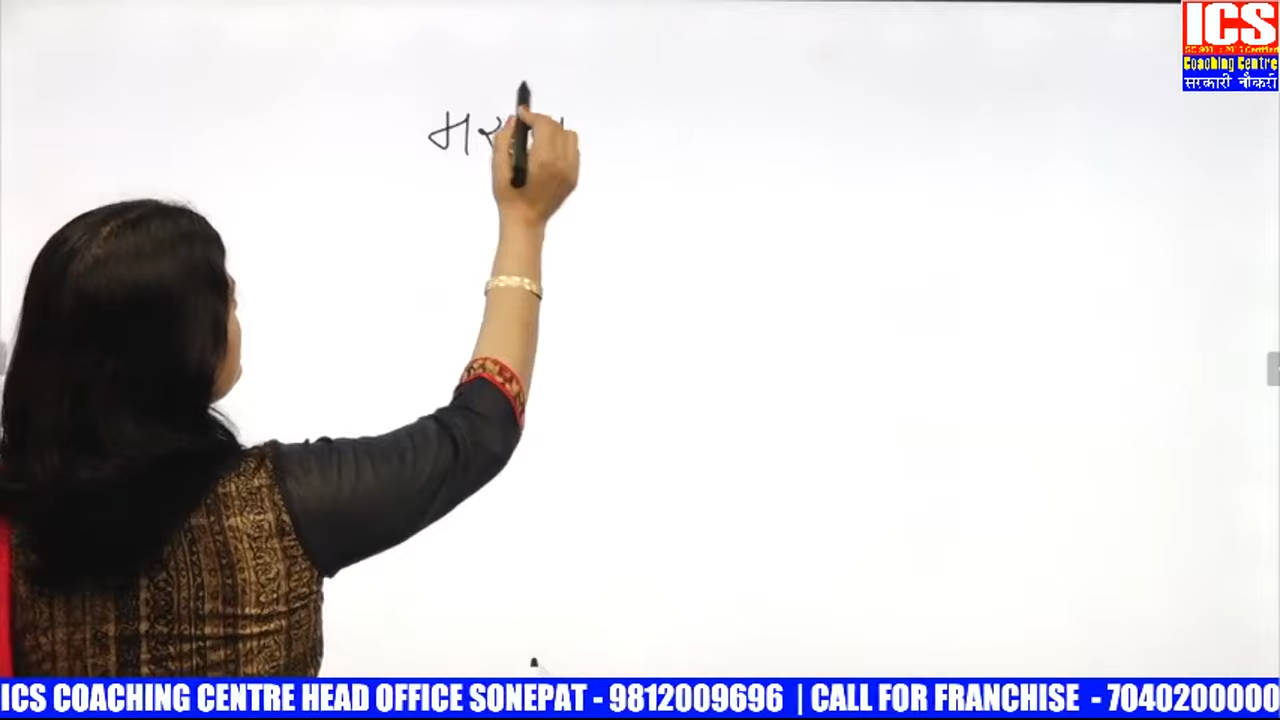 ICS
Coaching Centre
सरकारी नौकरी
ICS COACHING CENTRE HEAD OFFICE SONEPAT - 9812009696 | CALL FOR FRANCHISE - 7040200000